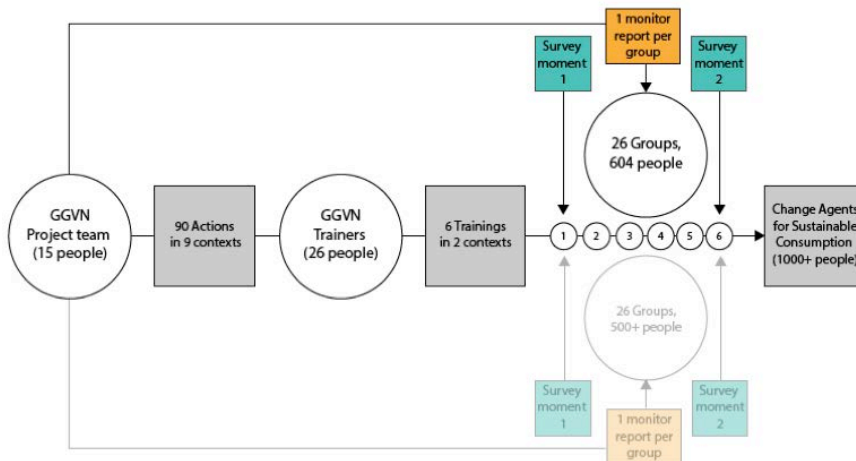 1 monitor
report per
group
Survey
moment
1
Survey
moment
2
26 Groups,
604 people
GGVN
Project team
(15 people)
90 Actions
in 9 contexts
GGVN
Trainers
(26 people)
6 Trainings
in 2 contexts
1
2
3
4
5
6
Change Agents
for Sustainable
Consumption
(1000+ people)
26 Groups,
500+ people
Survey
moment
1
Survey
moment
2
1 monitor
report per
group